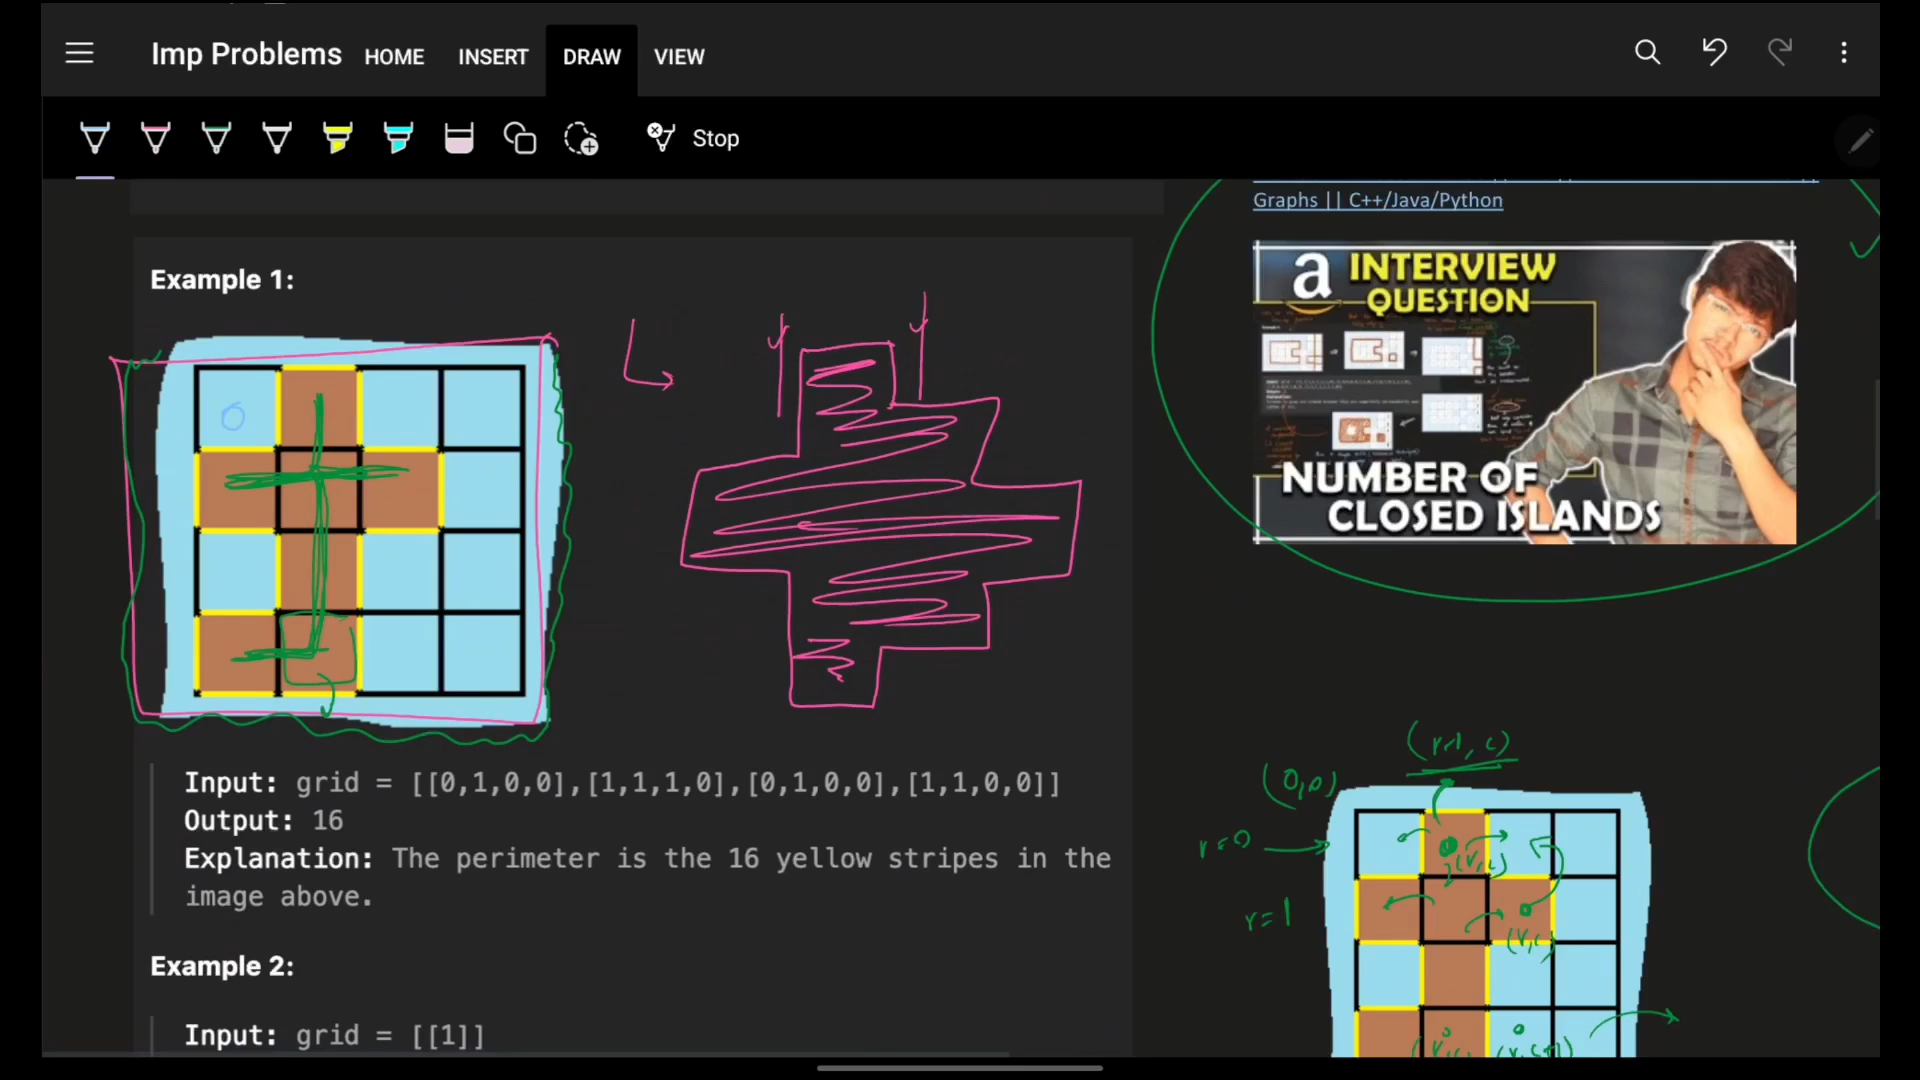 Imp Problems HOME INSERT DRAW VIEW
Stop
Graphs || C++/Java/Python
a INTERVIEW
QUESTION
NUMBER OF
CLOSED ISLANDS
Example 1:
0
Input: grid = [[0,1,0,0],[1,1,1,0],[0,1,0,0],[1,1,0,0]]
Output: 16
Explanation: The perimeter is the 16 yellow stripes in the
image above.
Example 2:
Input: grid = [[1]]
(r-1, c)
(0,0)
r=0
(r,c)
r=1
(r,c)
(r,c+1)